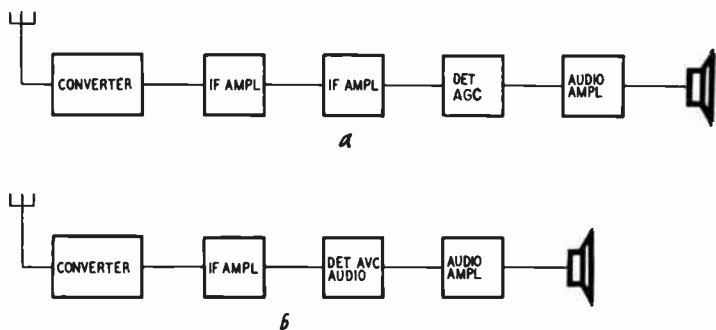 CONVERTER
IF AMPL
IF AMPL
DET
AGC
AUDIO
AMPL
a
CONVERTER
IF AMPL
DET AVC
AUDIO
AUDIO
AMPL
b